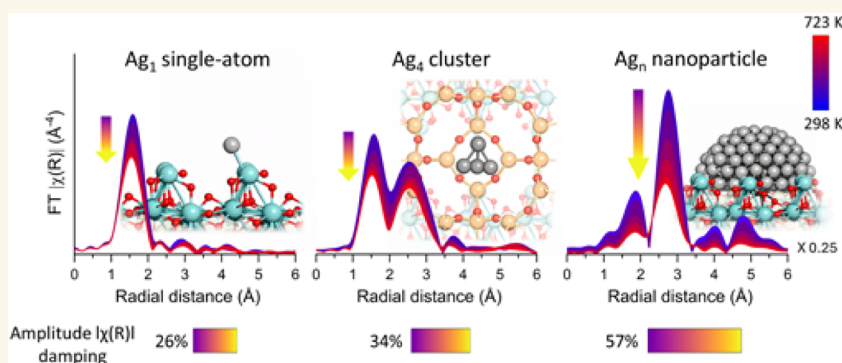 723 K
Ag₁ single-atom
Ag₄ cluster
Agₙ nanoparticle
298 K
FT |χ(R)| (Å⁻⁴)
X 0.25
0 1 2 3 4 5 6
0 1 2 3 4 5 6
0 1 2 3 4 5 6
Radial distance (Å)
Radial distance (Å)
Radial distance (Å)
Amplitude |χ(R)|
damping
26%
34%
57%